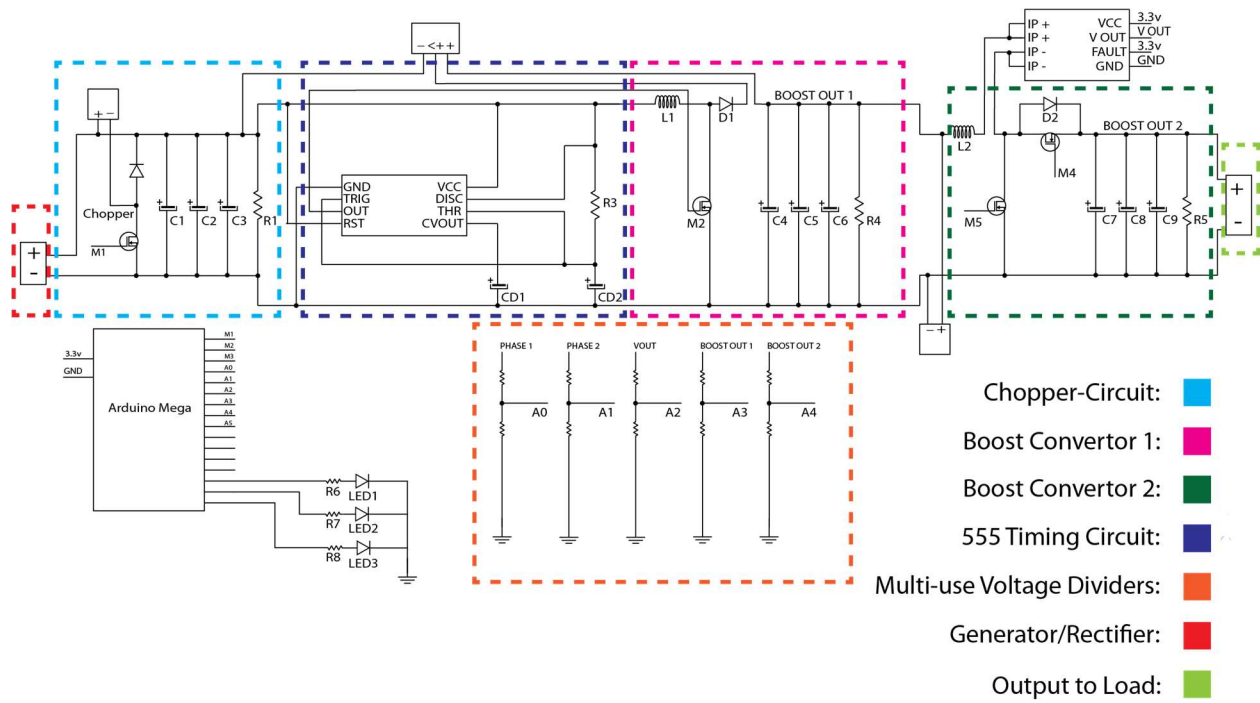 - < + +
IP + VCC 3.3v
IP + V OUT V OUT
IP - FAULT 3.3v
IP - GND GND
+ -
BOOST OUT 1
L1
D1
D2
BOOST OUT 2
L2
M4
GND VCC
TRIG DISC
OUT THR
RST CVOUT
R3
Chopper
M1
C1
C2
C3
R1
M2
C4
C5
C6
R4
M5
C7
C8
C9
R5
+
-
+
-
CD1
CD2
- +
3.3v
GND
Arduino Mega
M1
M2
M3
A0
A1
A2
A3
A4
A5
R6
LED1
R7
LED2
R8
LED3
PHASE 1
PHASE 2
VOUT
BOOST OUT 1
BOOST OUT 2
A0
A1
A2
A3
A4
Chopper-Circuit:
Boost Convertor 1:
Boost Convertor 2:
555 Timing Circuit:
Multi-use Voltage Dividers:
Generator/Rectifier:
Output to Load: